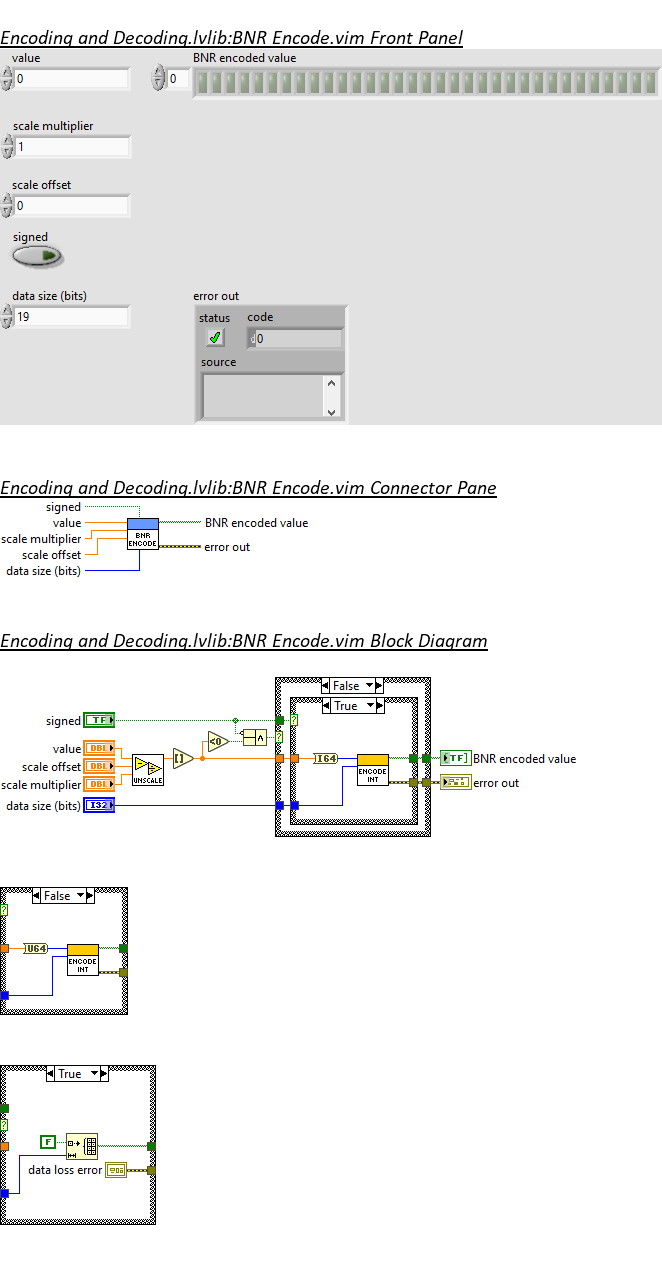 Encoding and Decoding.lvlib:BNR Encode.vim Front Panel
value
BNR encoded value
0
0
scale multiplier
1
scale offset
0
signed
data size (bits)
error out
19
status
code
0
source
Encoding and Decoding.lvlib:BNR Encode.vim Connector Pane
signed
value
BNR encoded value
scale multiplier
BNR
ENCODE
error out
scale offset
data size (bits)
Encoding and Decoding.lvlib:BNR Encode.vim Block Diagram
False
True
signed
TF
?
<0
?
value
DBL
scale offset
DBL
I64
TF
BNR encoded value
UNSCALE
ENCODE
INT
scale multiplier
DBL
error out
data size (bits)
I32
False
?
U64
ENCODE
INT
True
?
F
data loss error